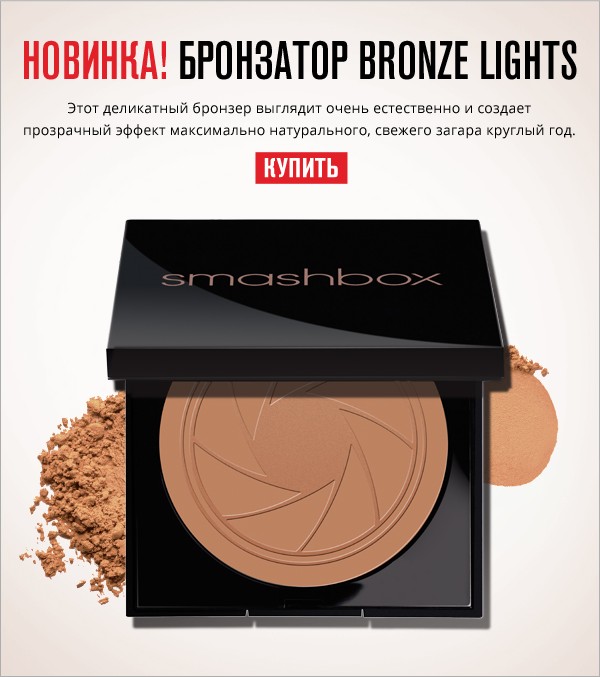 НОВИНКА! БРОНЗАТОР BRONZE LIGHTS
Этот деликатный бронзер выглядит очень естественно и создает
прозрачный эффект максимально натурального, свежего загара круглый год.
КУПИТЬ
smashbox